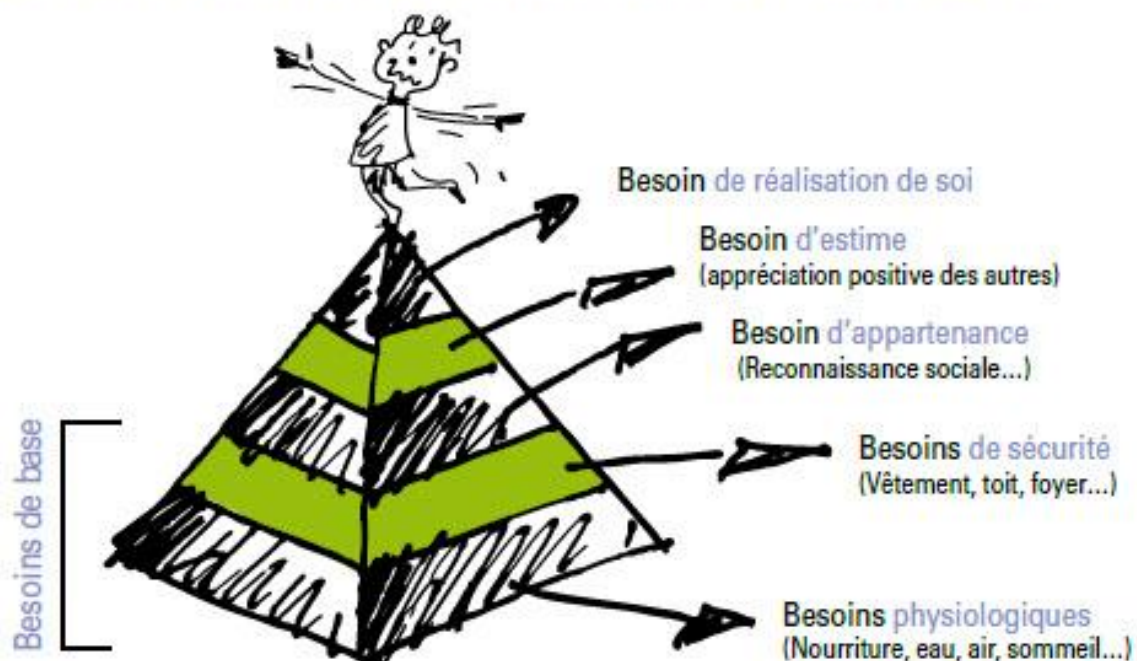 Besoin de réalisation de soi
Besoin d'estime
(appréciation positive des autres)
Besoin d'appartenance
(Reconnaissance sociale...)
Besoins de sécurité
(Vêtement, toit, foyer...)
Besoins physiologiques
(Nourriture, eau, air, sommeil...)
Besoins de base